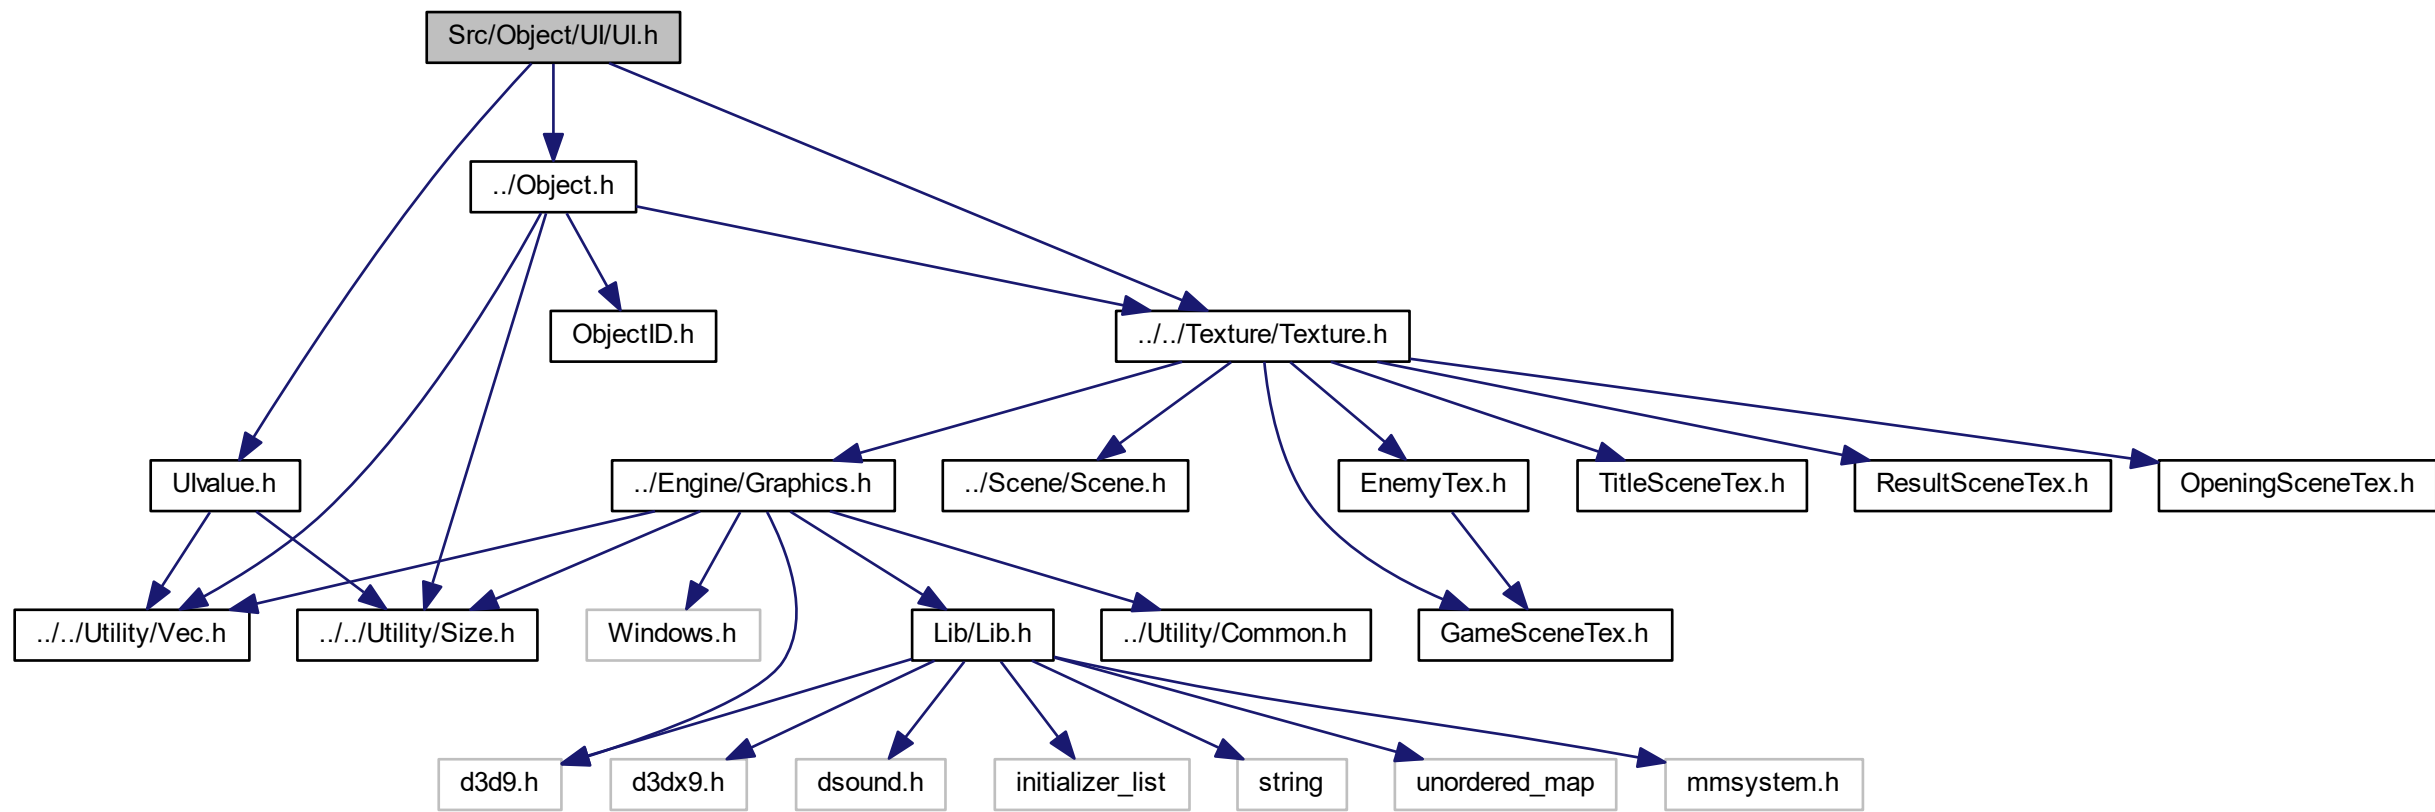 Src/Object/UI/UI.h
../Object.h
ObjectID.h
../../Texture/Texture.h
UIvalue.h
../Engine/Graphics.h
../Scene/Scene.h
EnemyTex.h
TitleSceneTex.h
ResultSceneTex.h
OpeningSceneTex.h
../../Utility/Vec.h
../../Utility/Size.h
Windows.h
Lib/Lib.h
../Utility/Common.h
GameSceneTex.h
d3d9.h
d3dx9.h
dsound.h
initializer_list
string
unordered_map
mmsystem.h